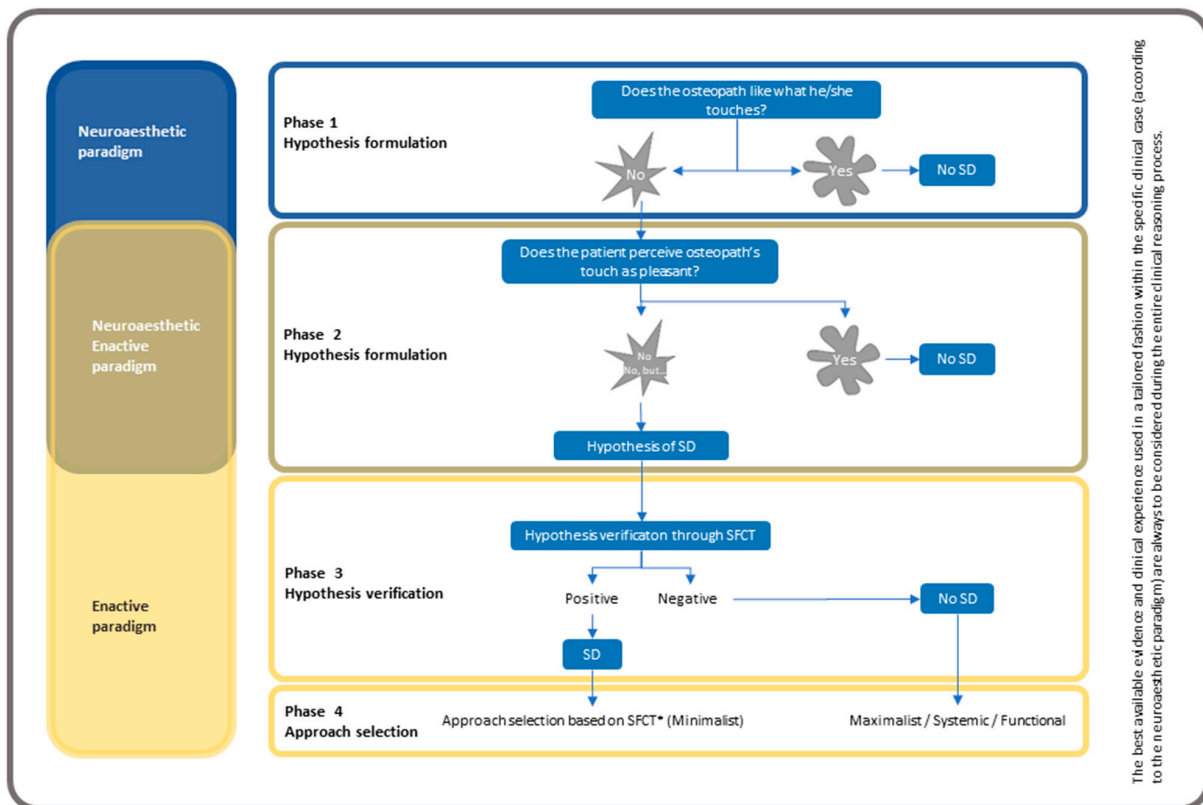 Neuroaesthetic
paradigm
Neuroaesthetic
Enactive
paradigm
Enactive
paradigm
Phase 1
Hypothesis formulation
Does the osteopath like what he/she
touches?
No
Yes
No SD
Phase 2
Hypothesis formulation
Does the patient perceive osteopath's
touch as pleasant?
No
No, but...
Yes
No SD
Hypothesis of SD
Phase 3
Hypothesis verification
Hypothesis verificaton through SFCT
Positive
Negative
No SD
SD
Phase 4
Approach selection
Approach selection based on SFCT* (Minimalist)
Maximalist / Systemic / Functional
The best available evidence and clinical experience used in a tailored fashion within the specific clinical case (according
to the neuroaesthetic paradigm) are always to be considered during the entire clinical reasoning process.